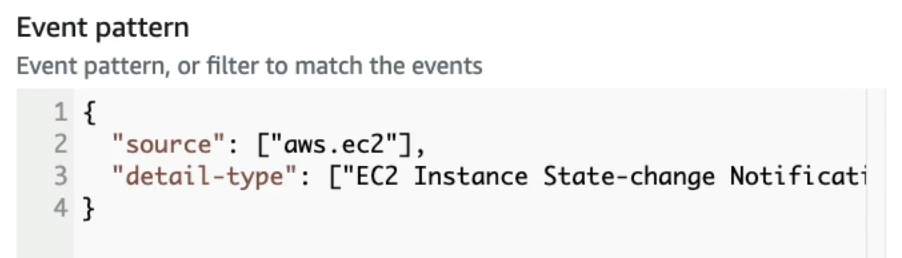 Event pattern
Event pattern, or filter to match the events
1 {
2   "source": ["aws.ec2"],
3   "detail-type": ["EC2 Instance State-change Notificati
4 }